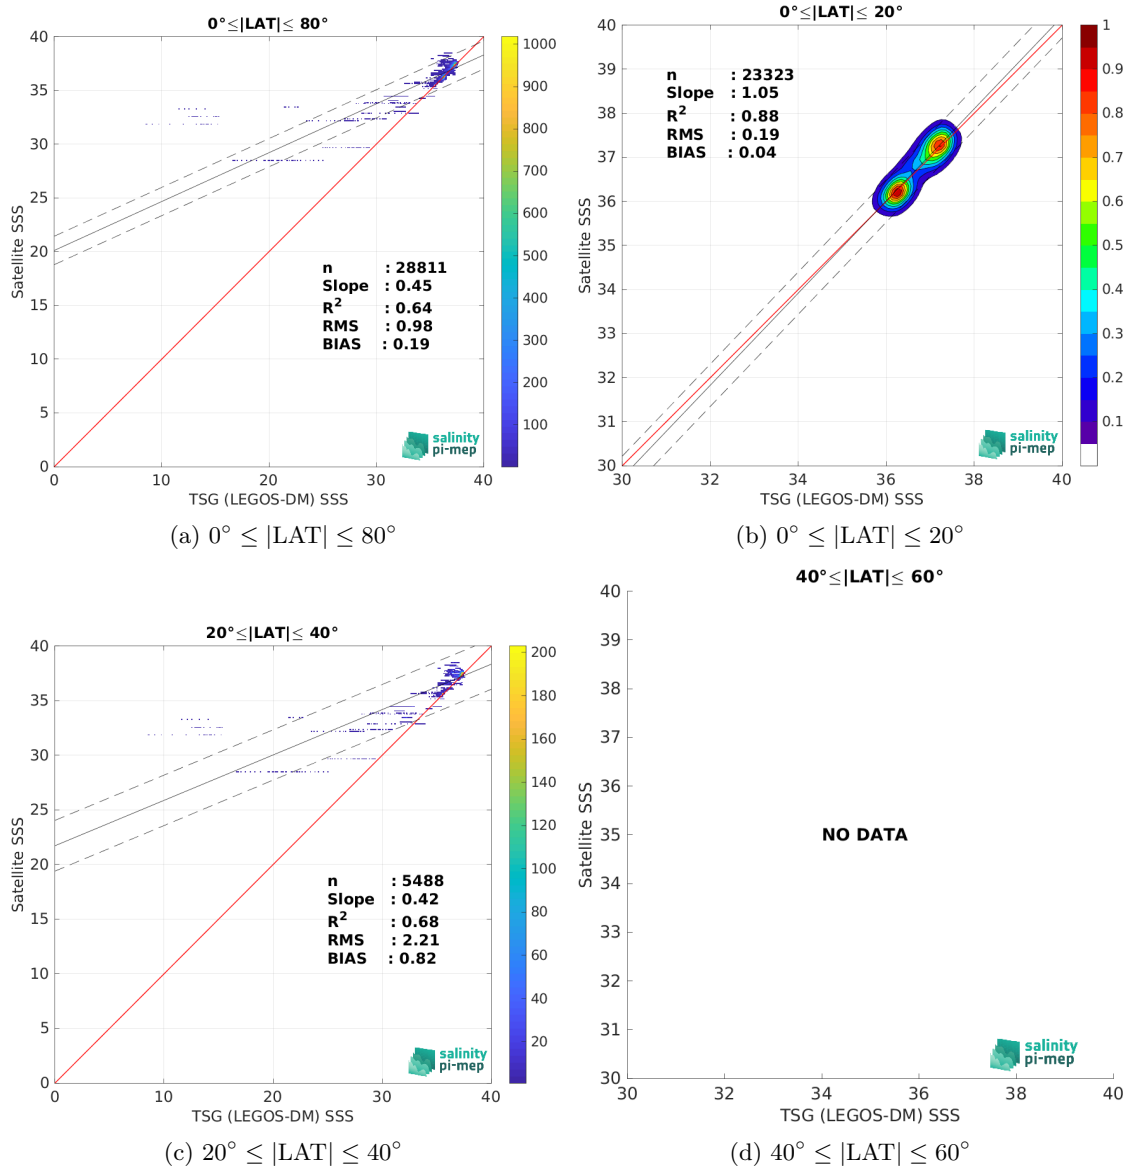 0°≤|LAT|≤ 80°
40
35
30
25
20
15
10
5
0
0
10
20
30
40
Satellite SSS
TSG (LEGOS-DM) SSS
n : 28811
Slope : 0.45
R² : 0.64
RMS : 0.98
BIAS : 0.19
salinity
pi-mep
1000
900
800
700
600
500
400
300
200
100
(a) 0° ≤ |LAT| ≤ 80°
0°≤|LAT|≤ 20°
40
39
38
37
36
35
34
33
32
31
30
30
32
34
36
38
40
Satellite SSS
TSG (LEGOS-DM) SSS
n : 23323
Slope : 1.05
R² : 0.88
RMS : 0.19
BIAS : 0.04
salinity
pi-mep
1
0.9
0.8
0.7
0.6
0.5
0.4
0.3
0.2
0.1
(b) 0° ≤ |LAT| ≤ 20°
20°≤|LAT|≤ 40°
40
35
30
25
20
15
10
5
0
0
10
20
30
40
Satellite SSS
TSG (LEGOS-DM) SSS
n : 5488
Slope : 0.42
R² : 0.68
RMS : 2.21
BIAS : 0.82
salinity
pi-mep
200
180
160
140
120
100
80
60
40
20
(c) 20° ≤ |LAT| ≤ 40°
40°≤|LAT|≤ 60°
40
39
38
37
36
35
34
33
32
31
30
30
32
34
36
38
40
Satellite SSS
TSG (LEGOS-DM) SSS
NO DATA
salinity
pi-mep
(d) 40° ≤ |LAT| ≤ 60°